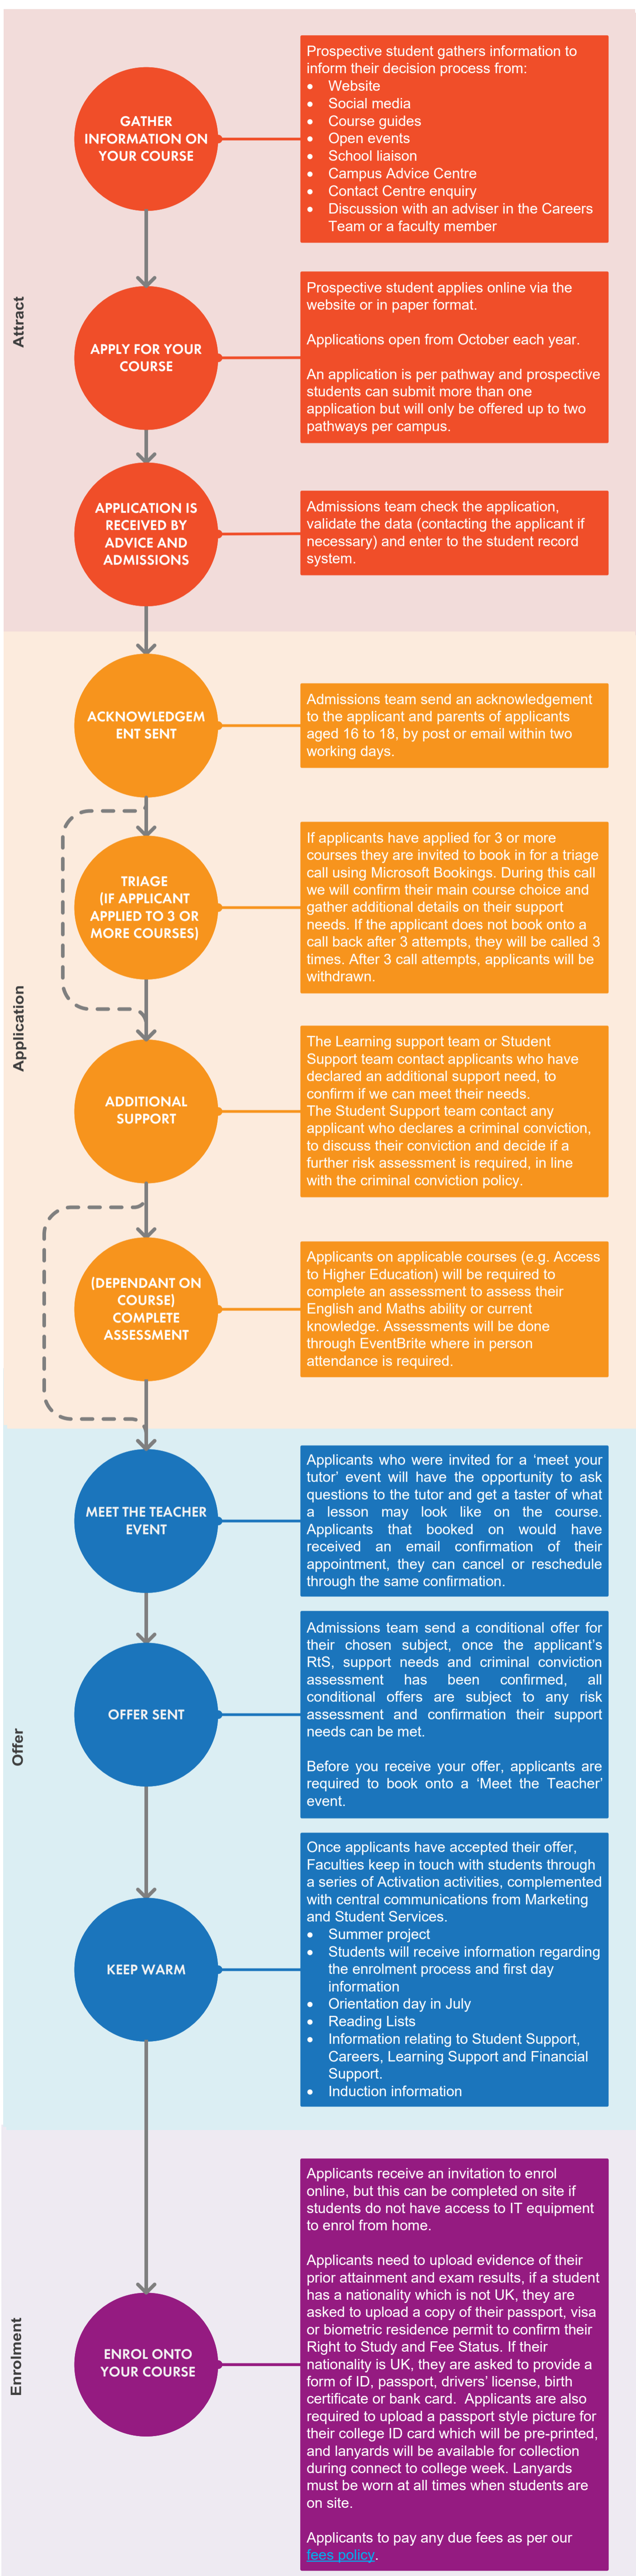 GATHER
INFORMATION ON
YOUR COURSE
Prospective student gathers information to
inform their decision process from:
• Website
• Social media
• Course guides
• Open events
• School liaison
• Campus Advice Centre
• Contact Centre enquiry
• Discussion with an adviser in the Careers
Team or a faculty member
Attract
APPLY FOR YOUR
COURSE
Prospective student applies online via the
website or in paper format.
Applications open from October each year.
An application is per pathway and prospective
students can submit more than one
application but will only be offered up to two
pathways per campus.
APPLICATION IS
RECEIVED BY
ADVICE AND
ADMISSIONS
Admissions team check the application,
validate the data (contacting the applicant if
necessary) and enter to the student record
system.
ACKNOWLEDGEM
ENT SENT
Admissions team send an acknowledgement
to the applicant and parents of applicants
aged 16 to 18, by post or email within two
working days.
TRIAGE
(IF APPLICANT
APPLIED TO 3 OR
MORE COURSES)
If applicants have applied for 3 or more
courses they are invited to book in for a triage
call using Microsoft Bookings. During this call
we will confirm their main course choice and
gather additional details on their support
needs. If the applicant does not book onto a
call back after 3 attempts, they will be called 3
times. After 3 call attempts, applicants will be
withdrawn.
Application
ADDITIONAL
SUPPORT
The Learning support team or Student
Support team contact applicants who have
declared an additional support need, to
confirm if we can meet their needs.
The Student Support team contact any
applicant who declares a criminal conviction,
to discuss their conviction and decide if a
further risk assessment is required, in line
with the criminal conviction policy.
(DEPENDANT ON
COURSE)
COMPLETE
ASSESSMENT
Applicants on applicable courses (e.g. Access
to Higher Education) will be required to
complete an assessment to assess their
English and Maths ability or current
knowledge. Assessments will be done
through EventBrite where in person
attendance is required.
MEET THE TEACHER
EVENT
Applicants who were invited for a ‘meet your
tutor’ event will have the opportunity to ask
questions to the tutor and get a taster of what
a lesson may look like on the course.
Applicants that booked on would have
received an email confirmation of their
appointment, they can cancel or reschedule
through the same confirmation.
Offer
OFFER SENT
Admissions team send a conditional offer for
their chosen subject, once the applicant’s
RtS, support needs and criminal conviction
assessment has been confirmed, all
conditional offers are subject to any risk
assessment and confirmation their support
needs can be met.
Before you receive your offer, applicants are
required to book onto a ‘Meet the Teacher’
event.
KEEP WARM
Once applicants have accepted their offer,
Faculties keep in touch with students through
a series of Activation activities, complemented
with central communications from Marketing
and Student Services.
• Summer project
• Students will receive information regarding
the enrolment process and first day
information
• Orientation day in July
• Reading Lists
• Information relating to Student Support,
Careers, Learning Support and Financial
Support.
• Induction information
Enrolment
ENROL ONTO
YOUR COURSE
Applicants receive an invitation to enrol
online, but this can be completed on site if
students do not have access to IT equipment
to enrol from home.
Applicants need to upload evidence of their
prior attainment and exam results, if a student
has a nationality which is not UK, they are
asked to upload a copy of their passport, visa
or biometric residence permit to confirm their
Right to Study and Fee Status. If their
nationality is UK, they are asked to provide a
form of ID, passport, drivers’ license, birth
certificate or bank card. Applicants are also
required to upload a passport style picture for
their college ID card which will be pre-printed,
and lanyards will be available for collection
during connect to college week. Lanyards
must be worn at all times when students are
on site.
Applicants to pay any due fees as per our
fees policy.